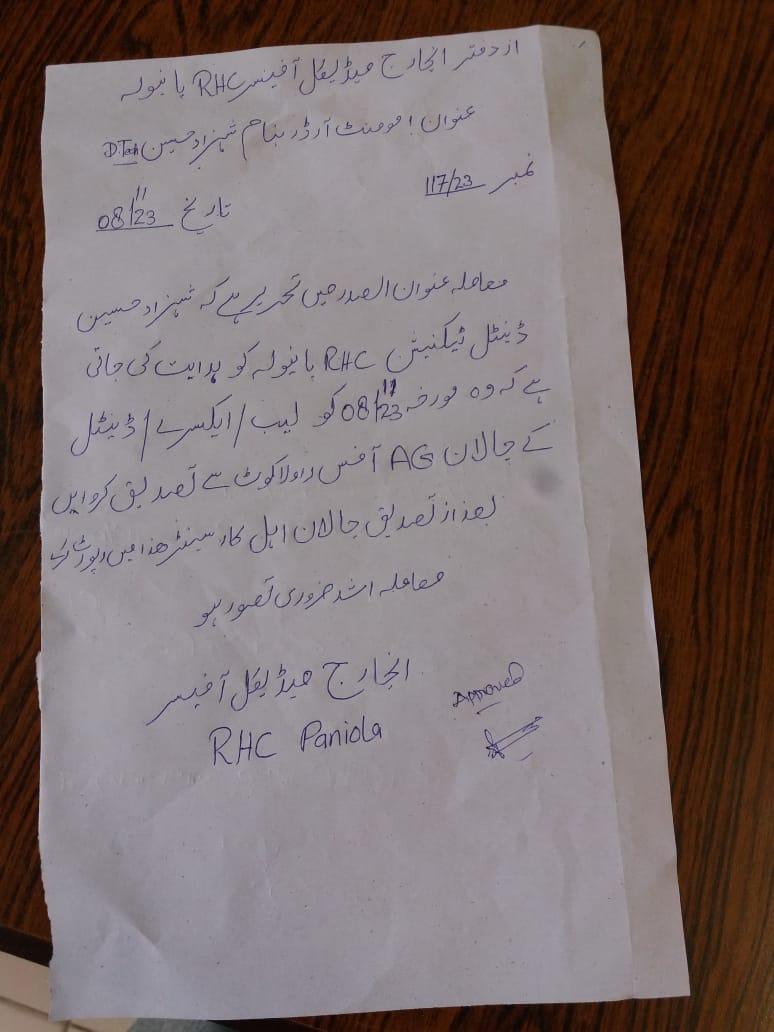 از دفتر انچارج میڈیکل آفیسر RHC پانیولہ
عنوان ! مومنٹ آرڈر بنام شہزاد حسین D.Tech
نمبر 117/23
تاریخ 08/11/23
معاملہ عنوان الصدر میں تحریر ہے کہ شہزاد حسین
ڈینٹل ٹیکنیشن RHC پانیولہ کو ہدایت کی جاتی
ہے کہ وہ مورخہ 08/11/23 کو لیب / ایکسرے / ڈینٹل
کے چالان AG آفس راولاکوٹ سے تصدیق کروایں
بعد از تصدیق چالان اہل کار سینٹر ھذا میں رپورٹ کرے
معاملہ اشد ضروری تصور ہو
انچارج میڈیکل آفیسر
RHC Paniola
Approved